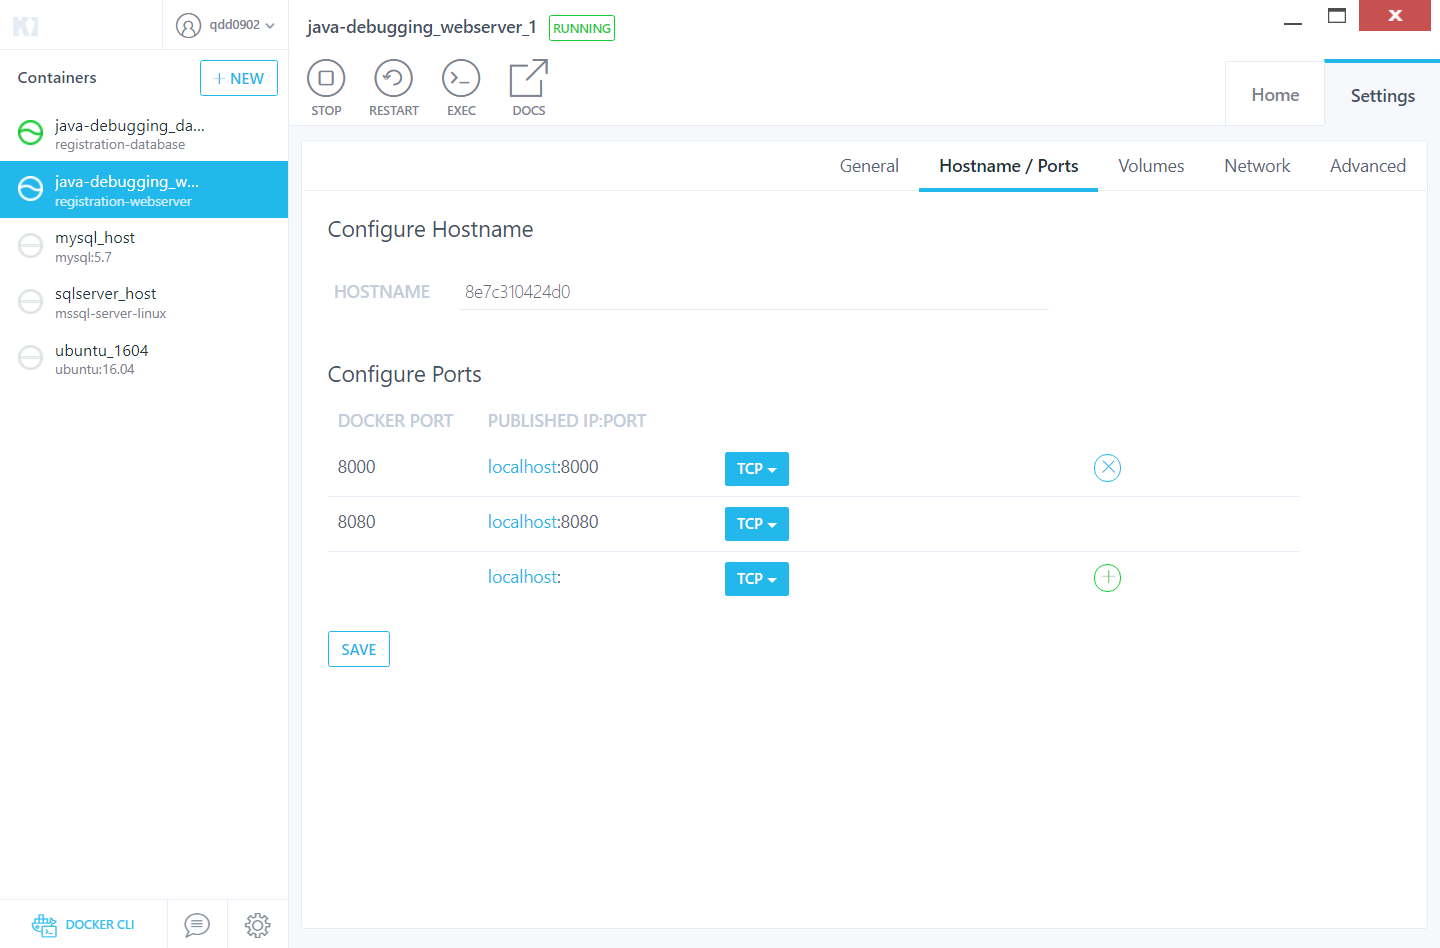 qdd0902
java-debugging_webserver_1 RUNNING
Containers
+ NEW
STOP
RESTART
EXEC
DOCS
Home
Settings
java-debugging_da...
registration-database
java-debugging_w...
registration-webserver
mysql_host
mysql:5.7
sqlserver_host
mssql-server-linux
ubuntu_1604
ubuntu:16.04
General
Hostname / Ports
Volumes
Network
Advanced
Configure Hostname
HOSTNAME 8e7c310424d0
Configure Ports
DOCKER PORT PUBLISHED IP:PORT
8000 localhost:8000 TCP
8080 localhost:8080 TCP
localhost: TCP
SAVE
DOCKER CLI